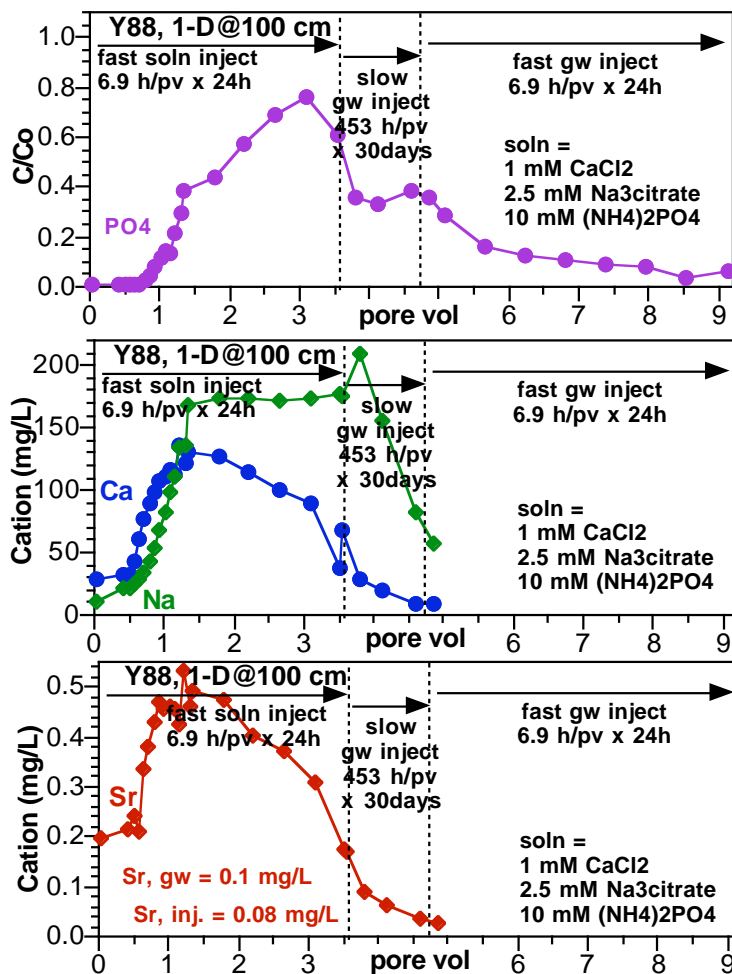 Y88, 1-D@100 cm
fast soln inject
6.9 h/pv x 24h
slow
gw inject
453 h/pv
x 30days
fast gw inject
6.9 h/pv x 24h
soln =
1 mM CaCl2
2.5 mM Na3citrate
10 mM (NH4)2PO4
PO4
C/Co
1.0
0.8
0.6
0.4
0.2
0.0
0 1 2 3 4 5 6 7 8 9
pore vol
Y88, 1-D@100 cm
fast soln inject
6.9 h/pv x 24h
slow
gw inject
453 h/pv
x 30days
fast gw inject
6.9 h/pv x 24h
soln =
1 mM CaCl2
2.5 mM Na3citrate
10 mM (NH4)2PO4
Ca
Na
Cation (mg/L)
200
150
100
50
0
0 1 2 3 6 7 8 9
pore vol
Y88, 1-D@100 cm
fast soln inject
6.9 h/pv x 24h
slow
gw inject
453 h/pv
x 30days
fast gw inject
6.9 h/pv x 24h
soln =
1 mM CaCl2
2.5 mM Na3citrate
10 mM (NH4)2PO4
Sr
Sr, gw = 0.1 mg/L
Sr, inj. = 0.08 mg/L
Cation (mg/L)
0.5
0.4
0.3
0.2
0.1
0.0
0 1 2 3 6 7 8 9
pore vol